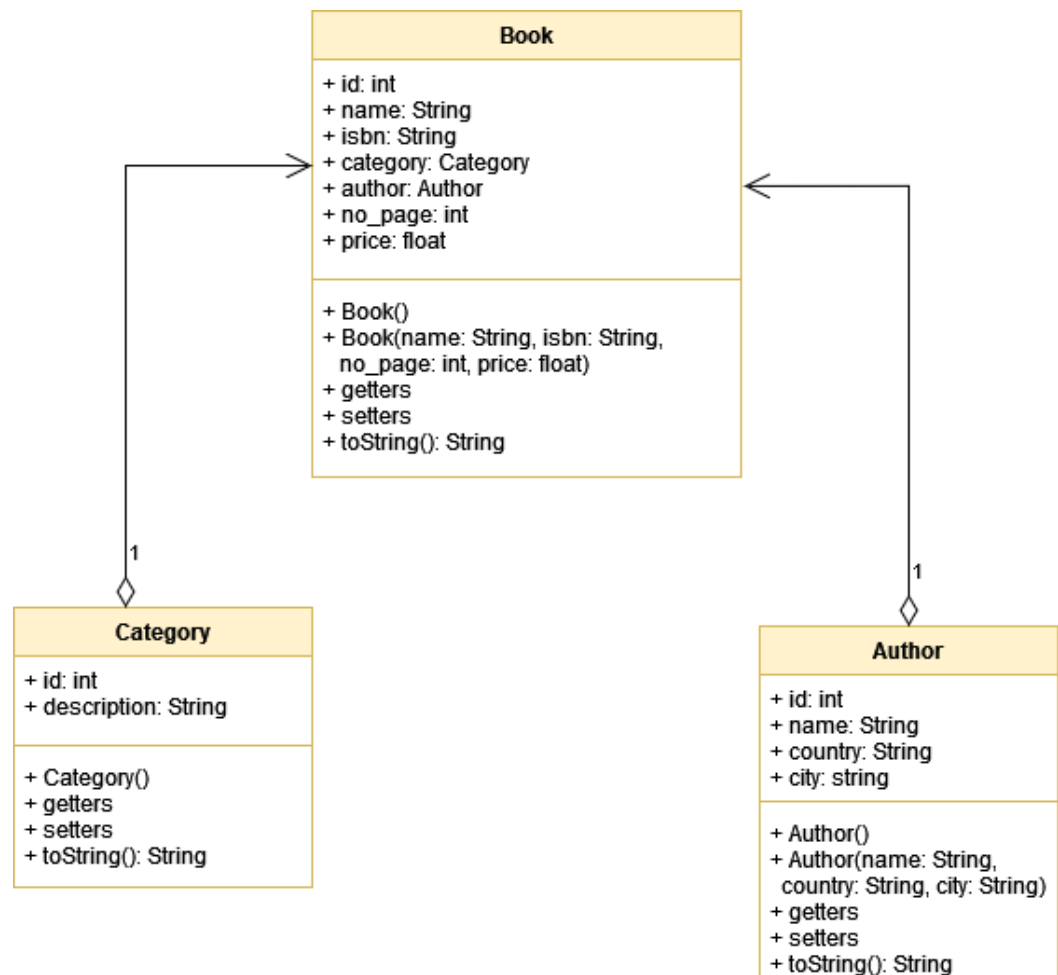 Book
+ id: int
+ name: String
+ isbn: String
+ category: Category
+ author: Author
+ no_page: int
+ price: float
+ Book()
+ Book(name: String, isbn: String,
no_page: int, price: float)
+ getters
+ setters
+ toString(): String
1
Category
+ id: int
+ description: String
+ Category()
+ getters
+ setters
+ toString(): String
1
Author
+ id: int
+ name: String
+ country: String
+ city: string
+ Author()
+ Author(name: String,
country: String, city: String)
+ getters
+ setters
+ toString(): String